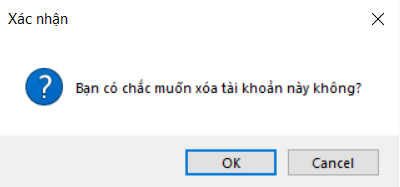 Xác nhận
Bạn có chắc muốn xóa tài khoản này không?
OK
Cancel